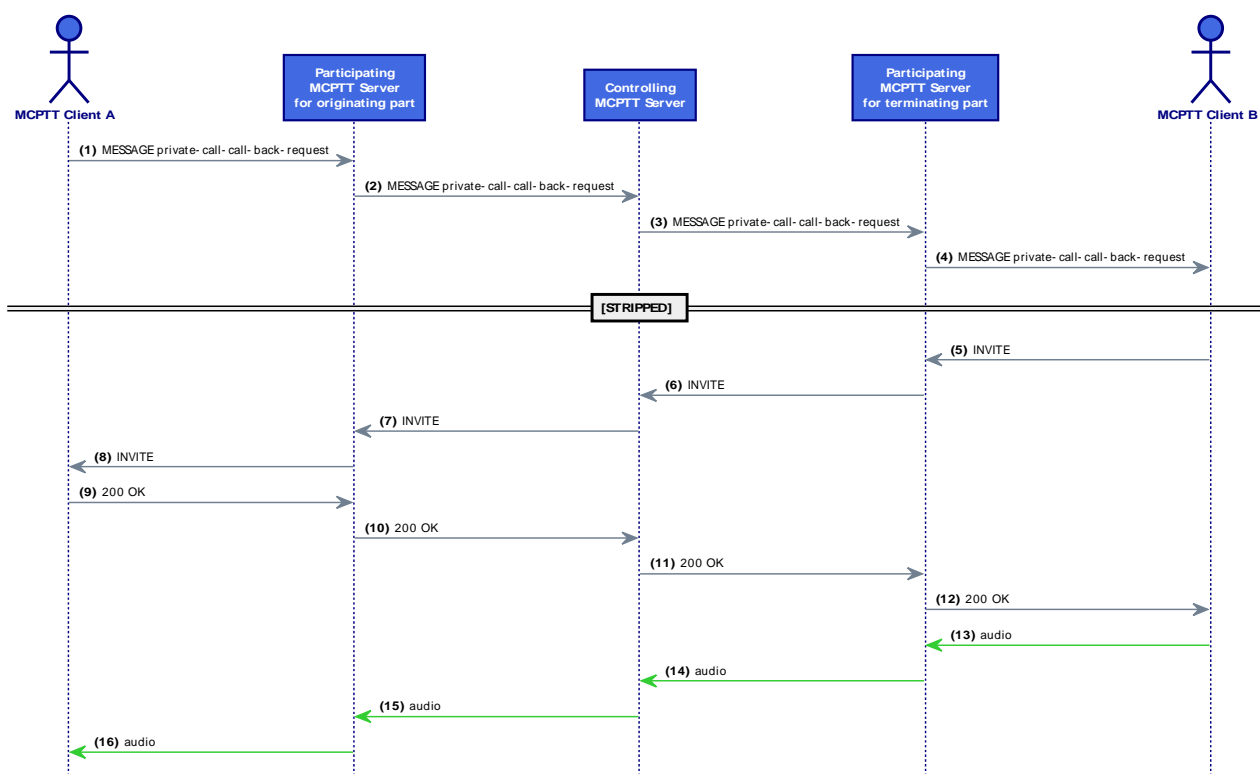 MCPTT Client A
Participating
MCPTT Server
for originating part
Controlling
MCPTT Server
Participating
MCPTT Server
for terminating part
MCPTT Client B
(1) MESSAGE private-call-call-back-request
(2) MESSAGE private-call-call-back-request
(3) MESSAGE private-call-call-back-request
(4) MESSAGE private-call-call-back-request
[STRIPPED]
(5) INVITE
(6) INVITE
(7) INVITE
(8) INVITE
(9) 200 OK
(10) 200 OK
(11) 200 OK
(12) 200 OK
(13) audio
(14) audio
(15) audio
(16) audio